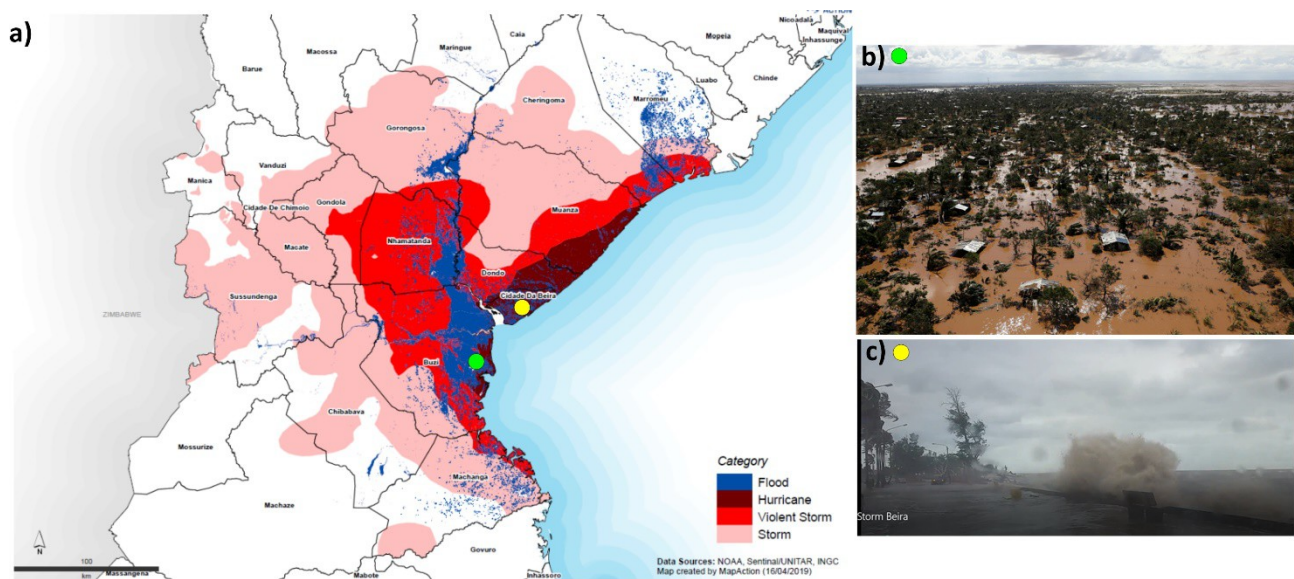 a)
ACTION
Nicoadala
Maquival
Inhassunge
Caia
Mopeia
Maringue
Macossa
Barue
Luabo
Chinde
Marromeu
Cheringoma
Gorongosa
Vanduzi
Manica
Gondola
Cidade De Chimoio
Muanza
Nhamatanda
Macate
Dondo
Cidade Da Beira
Sussundenga
ZIMBABWE
Buzi
Chibabava
Mossurize
Machanga
Machaze
Govuro
Mabote
Inhassoro
Massangena
N
100
km
Category
Flood
Hurricane
Violent Storm
Storm
Data Sources: NOAA, Sentinal/UNITAR, INGC
Map created by MapAction (16/04/2019)
b)
c)
Storm Beira